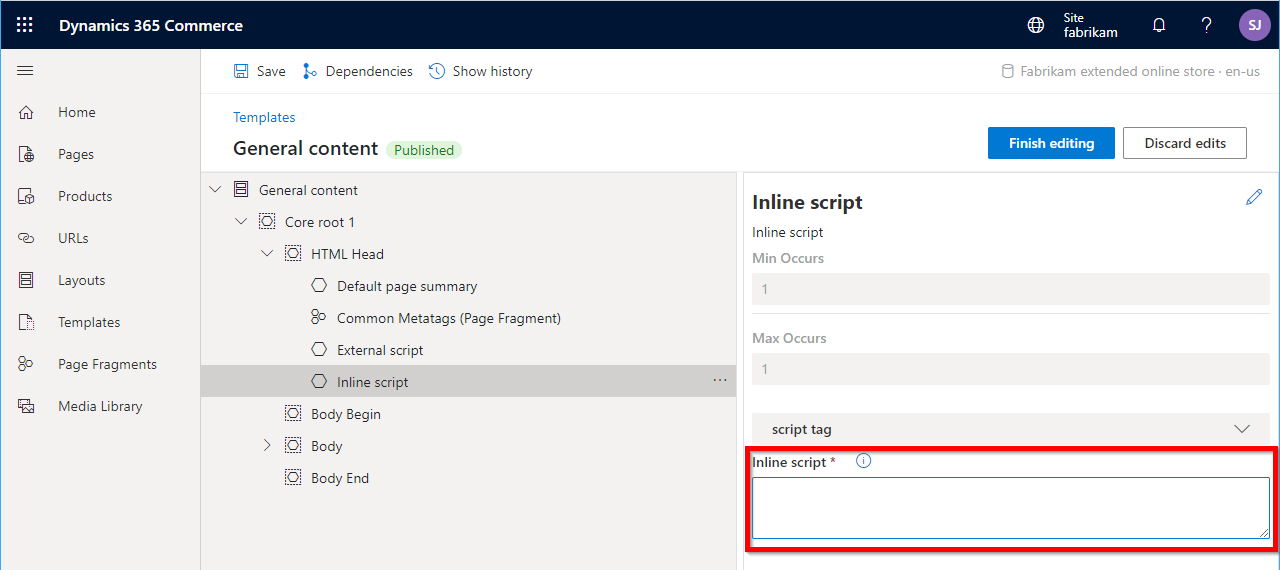 Dynamics 365 Commerce
Site
fabrikam
?
SJ
Save
Dependencies
Show history
Fabrikam extended online store · en-us
Home
Pages
Products
URLs
Layouts
Templates
Page Fragments
Media Library
Templates
General content
Published
Finish editing
Discard edits
General content
Core root 1
HTML Head
Default page summary
Common Metatags (Page Fragment)
External script
Inline script
...
Body Begin
Body
Body End
Inline script
Inline script
Min Occurs
1
Max Occurs
1
script tag
Inline script *